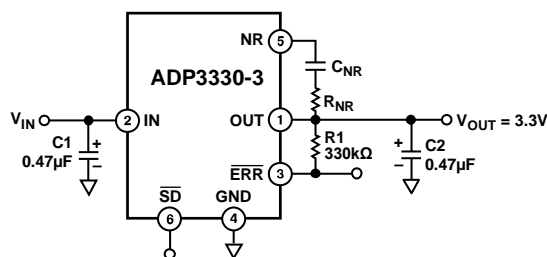 NR
5
C_NR
ADP3330-3
R_NR
V_IN
2
IN
OUT
1
V_OUT = 3.3V
C1
0.47µF
+
–
R1
330kΩ
+
–
C2
0.47µF
ERR
3
SD
GND
6
4